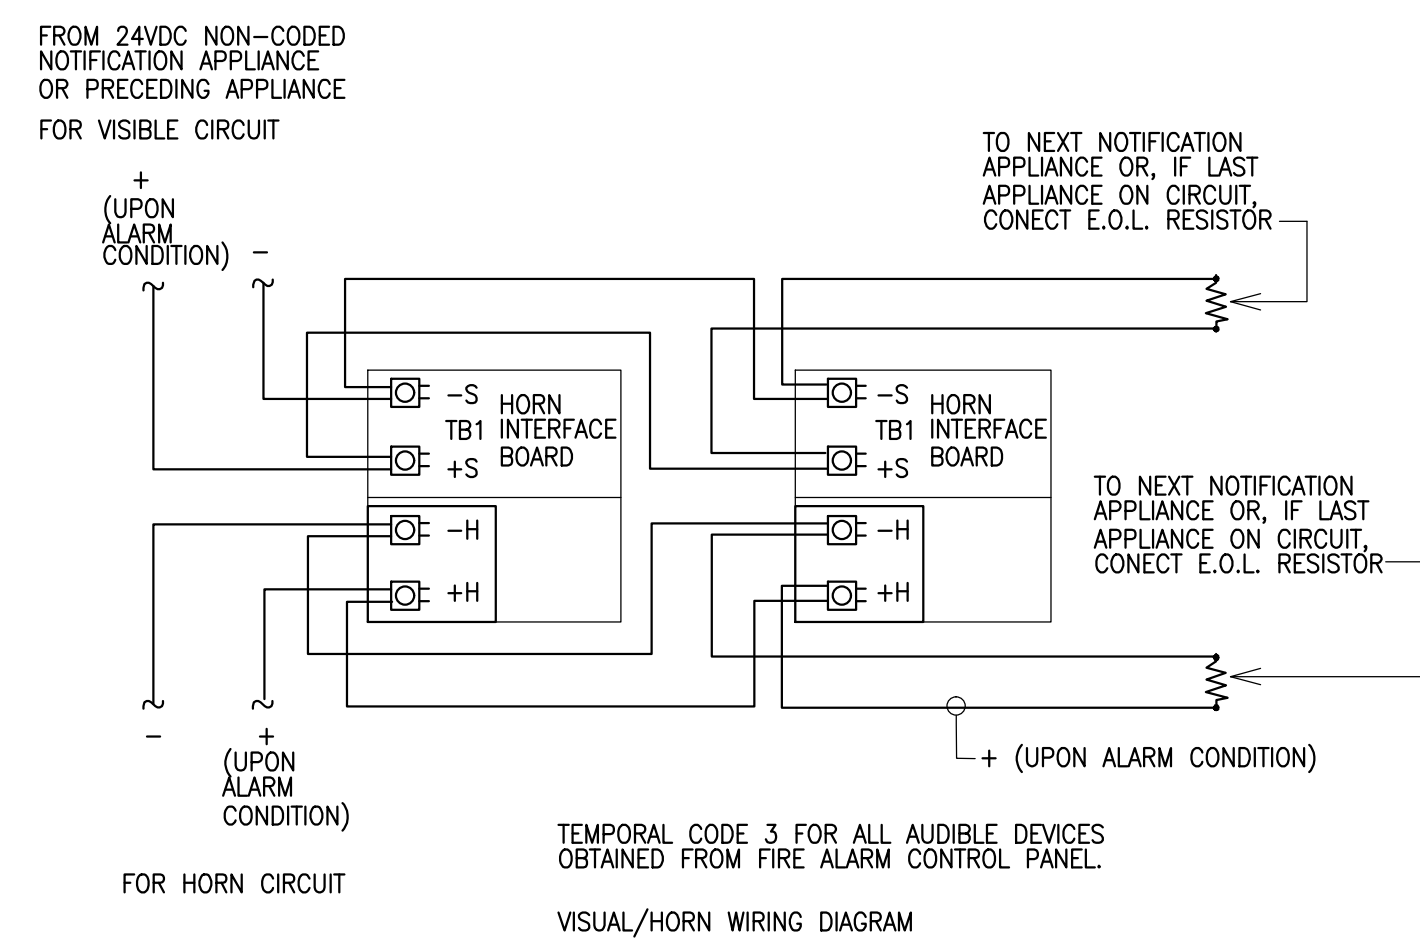 FROM 24VDC NON-CODED
NOTIFICATION APPLIANCE
OR PRECEDING APPLIANCE
FOR VISIBLE CIRCUIT
+
(UPON
ALARM
CONDITION)
-
TO NEXT NOTIFICATION
APPLIANCE OR, IF LAST
APPLIANCE ON CIRCUIT,
CONECT E.O.L. RESISTOR
-S
TB1
+S
HORN
INTERFACE
BOARD
-H
+H
-S
TB1
+S
HORN
INTERFACE
BOARD
-H
+H
TO NEXT NOTIFICATION
APPLIANCE OR, IF LAST
APPLIANCE ON CIRCUIT,
CONECT E.O.L. RESISTOR
-
+
(UPON
ALARM
CONDITION)
FOR HORN CIRCUIT
+ (UPON ALARM CONDITION)
TEMPORAL CODE 3 FOR ALL AUDIBLE DEVICES
OBTAINED FROM FIRE ALARM CONTROL PANEL.
VISUAL/HORN WIRING DIAGRAM